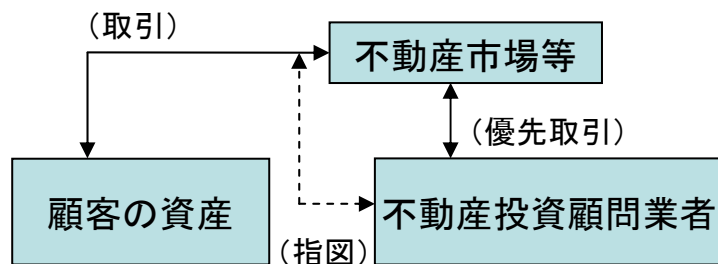 （取引）
不動産市場等
（優先取引）
顧客の資産
不動産投資顧問業者
（指図）